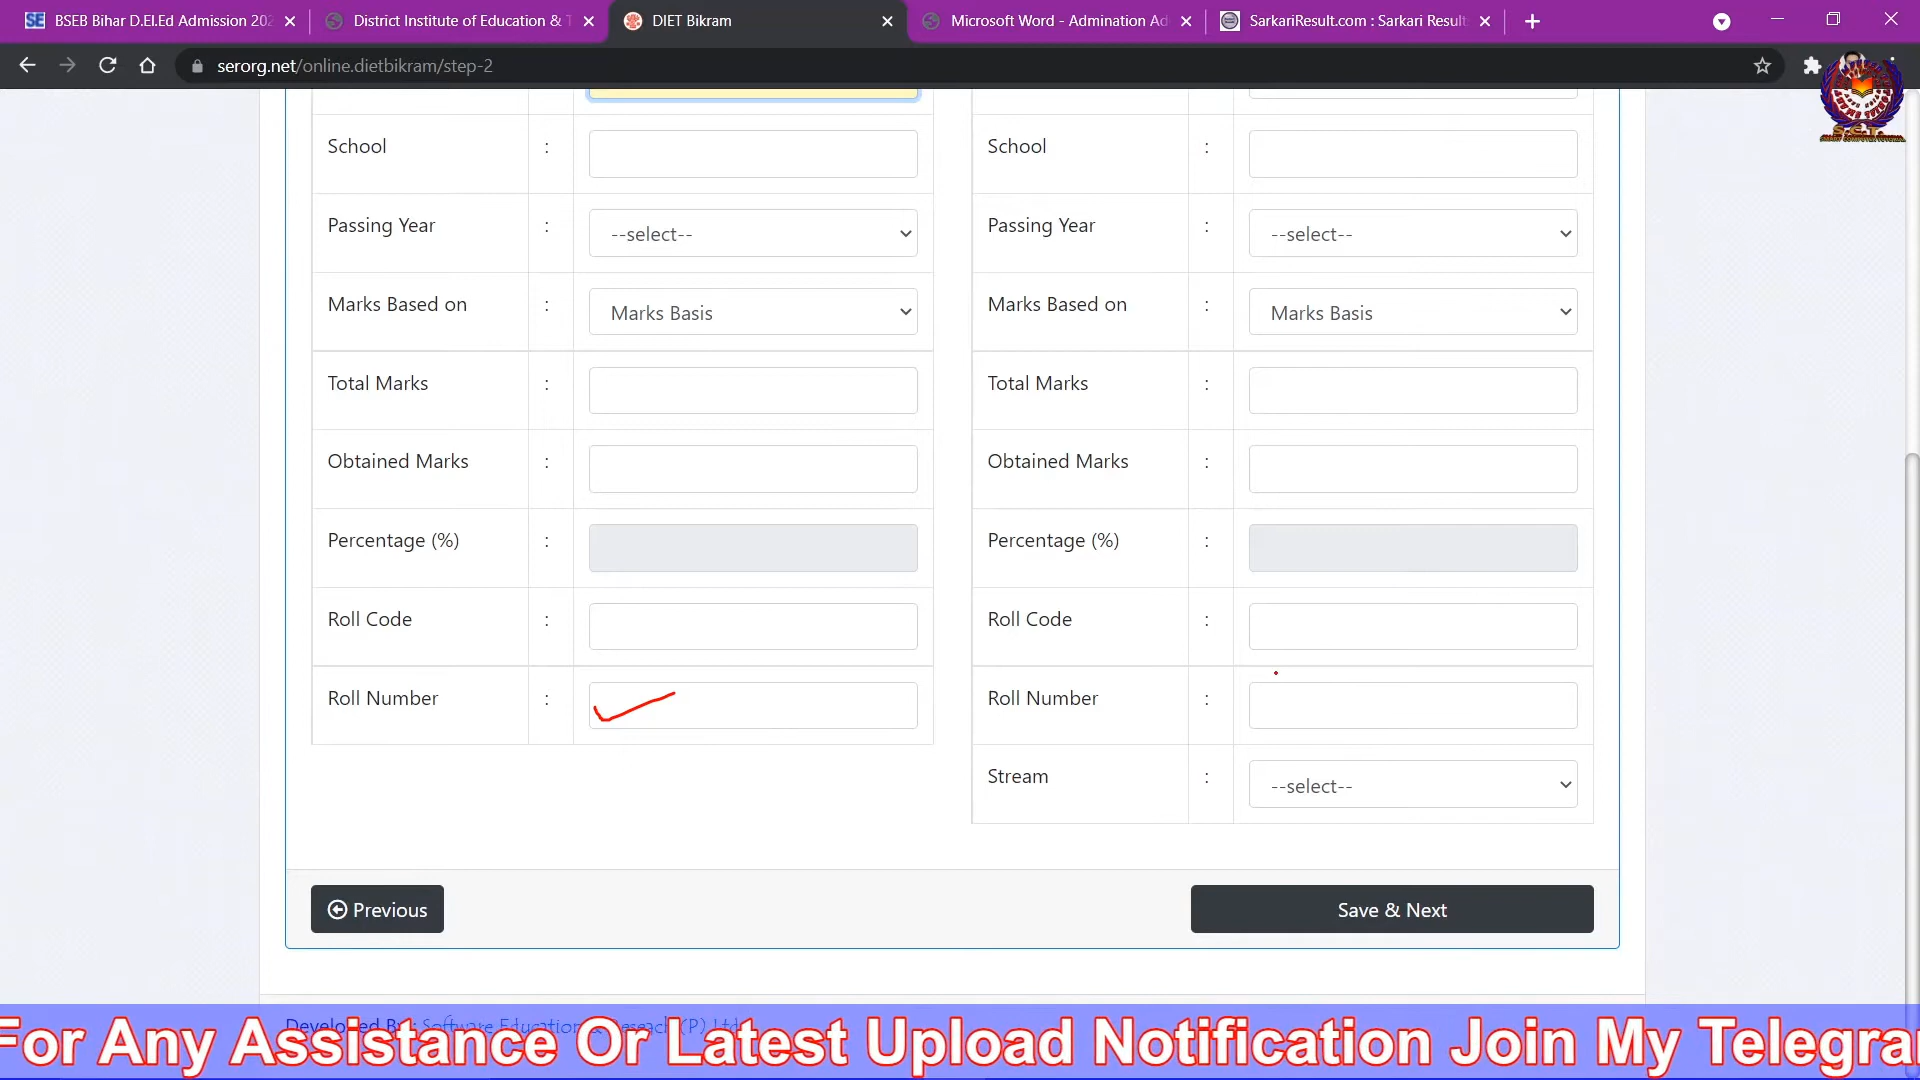 BSEB Bihar D.El.Ed Admission 202
District Institute of Education & T
DIET Bikram
Microsoft Word - Admination Ad
SarkariResult.com : Sarkari Result
serorg.net/online.dietbikram/step-2
School :
School :
Passing Year : --select--
Passing Year : --select--
Marks Based on : Marks Basis
Marks Based on : Marks Basis
Total Marks :
Total Marks :
Obtained Marks :
Obtained Marks :
Percentage (%) :
Percentage (%) :
Roll Code :
Roll Code :
Roll Number :
Roll Number :
Stream : --select--
Previous
Save & Next
Developed B
Software Education & (P) Ltd
For Any Assistance Or Latest Upload Notification Join My Telegra